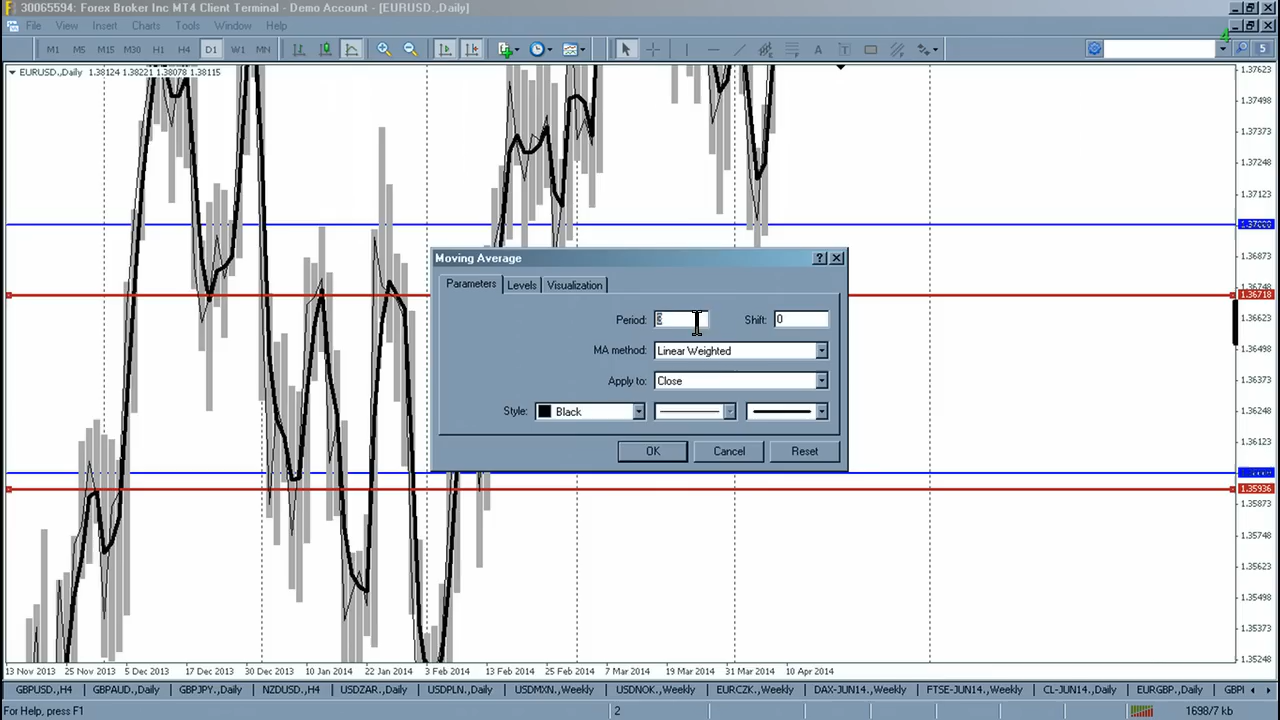 30065594: Forex Broker Inc MT4 Client Terminal - Demo Account - [EURUSD.,Daily]
File View Insert Charts Tools Window Help
M1 M5 M15 M30 H1 H4 D1 W1 MN A T 5
EURUSD.,Daily 1.38124 1.38221 1.38078 1.38115
1.37623
1.37498
1.37373
1.37248
1.37123
1.37000
1.36873
1.36748
1.36718
1.36623
1.36498
1.36373
1.36248
1.36123
1.35936
1.35873
1.35748
1.35623
1.35498
1.35373
1.35248
Moving Average
Parameters Levels Visualization
Period: 3 Shift: 0
MA method: Linear Weighted
Apply to: Close
Style: Black
OK Cancel Reset
13 Nov 2013 25 Nov 2013 5 Dec 2013 17 Dec 2013 30 Dec 2013 10 Jan 2014 22 Jan 2014 3 Feb 2014 13 Feb 2014 25 Feb 2014 7 Mar 2014 19 Mar 2014 31 Mar 2014 10 Apr 2014
GBPUSD.,H4 GBPAUD.,Daily GBPJPY.,Daily NZDUSD.,H4 USDZAR.,Daily USDPLN.,Daily USDMXN.,Weekly USDNOK.,Weekly EURCZK.,Weekly DAX-JUN14.,Weekly FTSE-JUN14.,Weekly CL-JUN14.,Daily EURGBP.,Daily GBPI
For Help, press F1 2 1698/7 kb